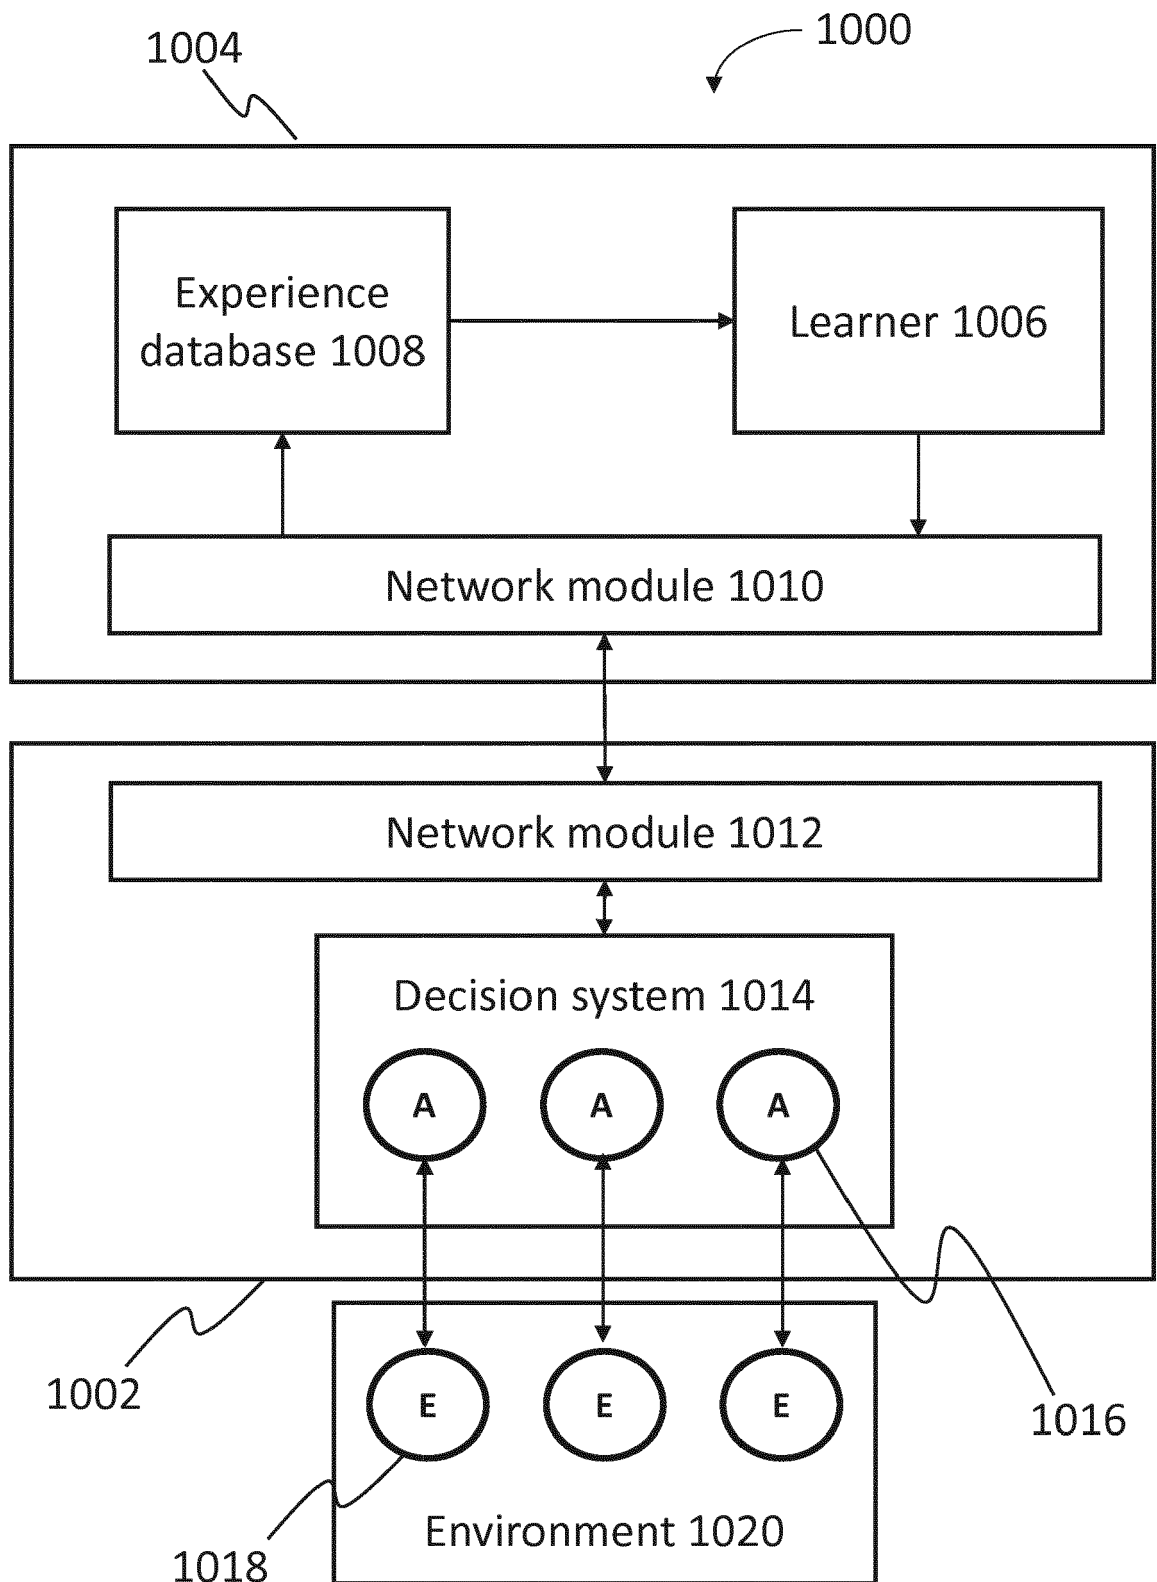 1000
1004
Experience
database 1008
Learner 1006
Network module 1010
Network module 1012
Decision system 1014
A A A
1002
E E E
1016
Environment 1020
1018